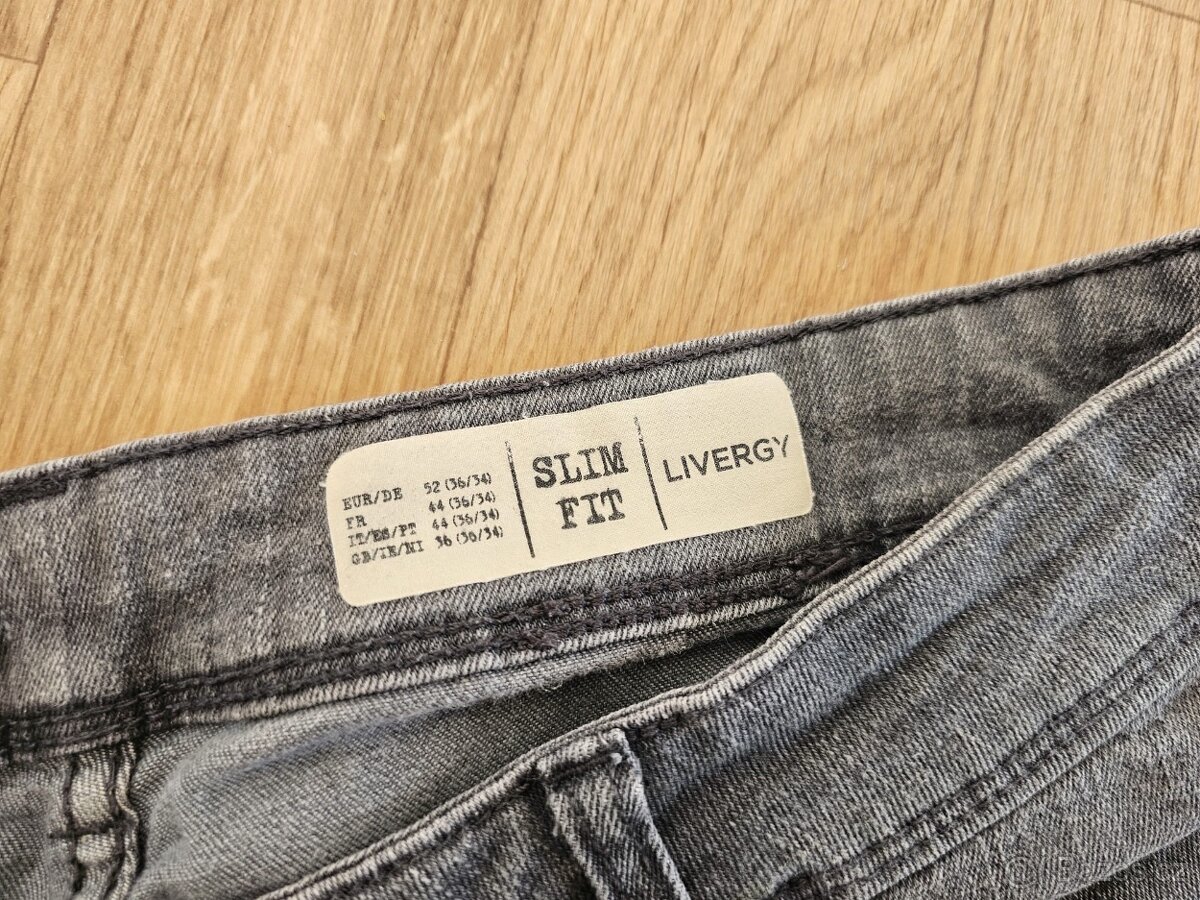 EUR/DE 52 (36/34)
FR 44 (36/34)
IT/ES/PT 44 (36/34)
GB/IE/NI 36 (36/34)
SLIM
FIT
LIVERGY